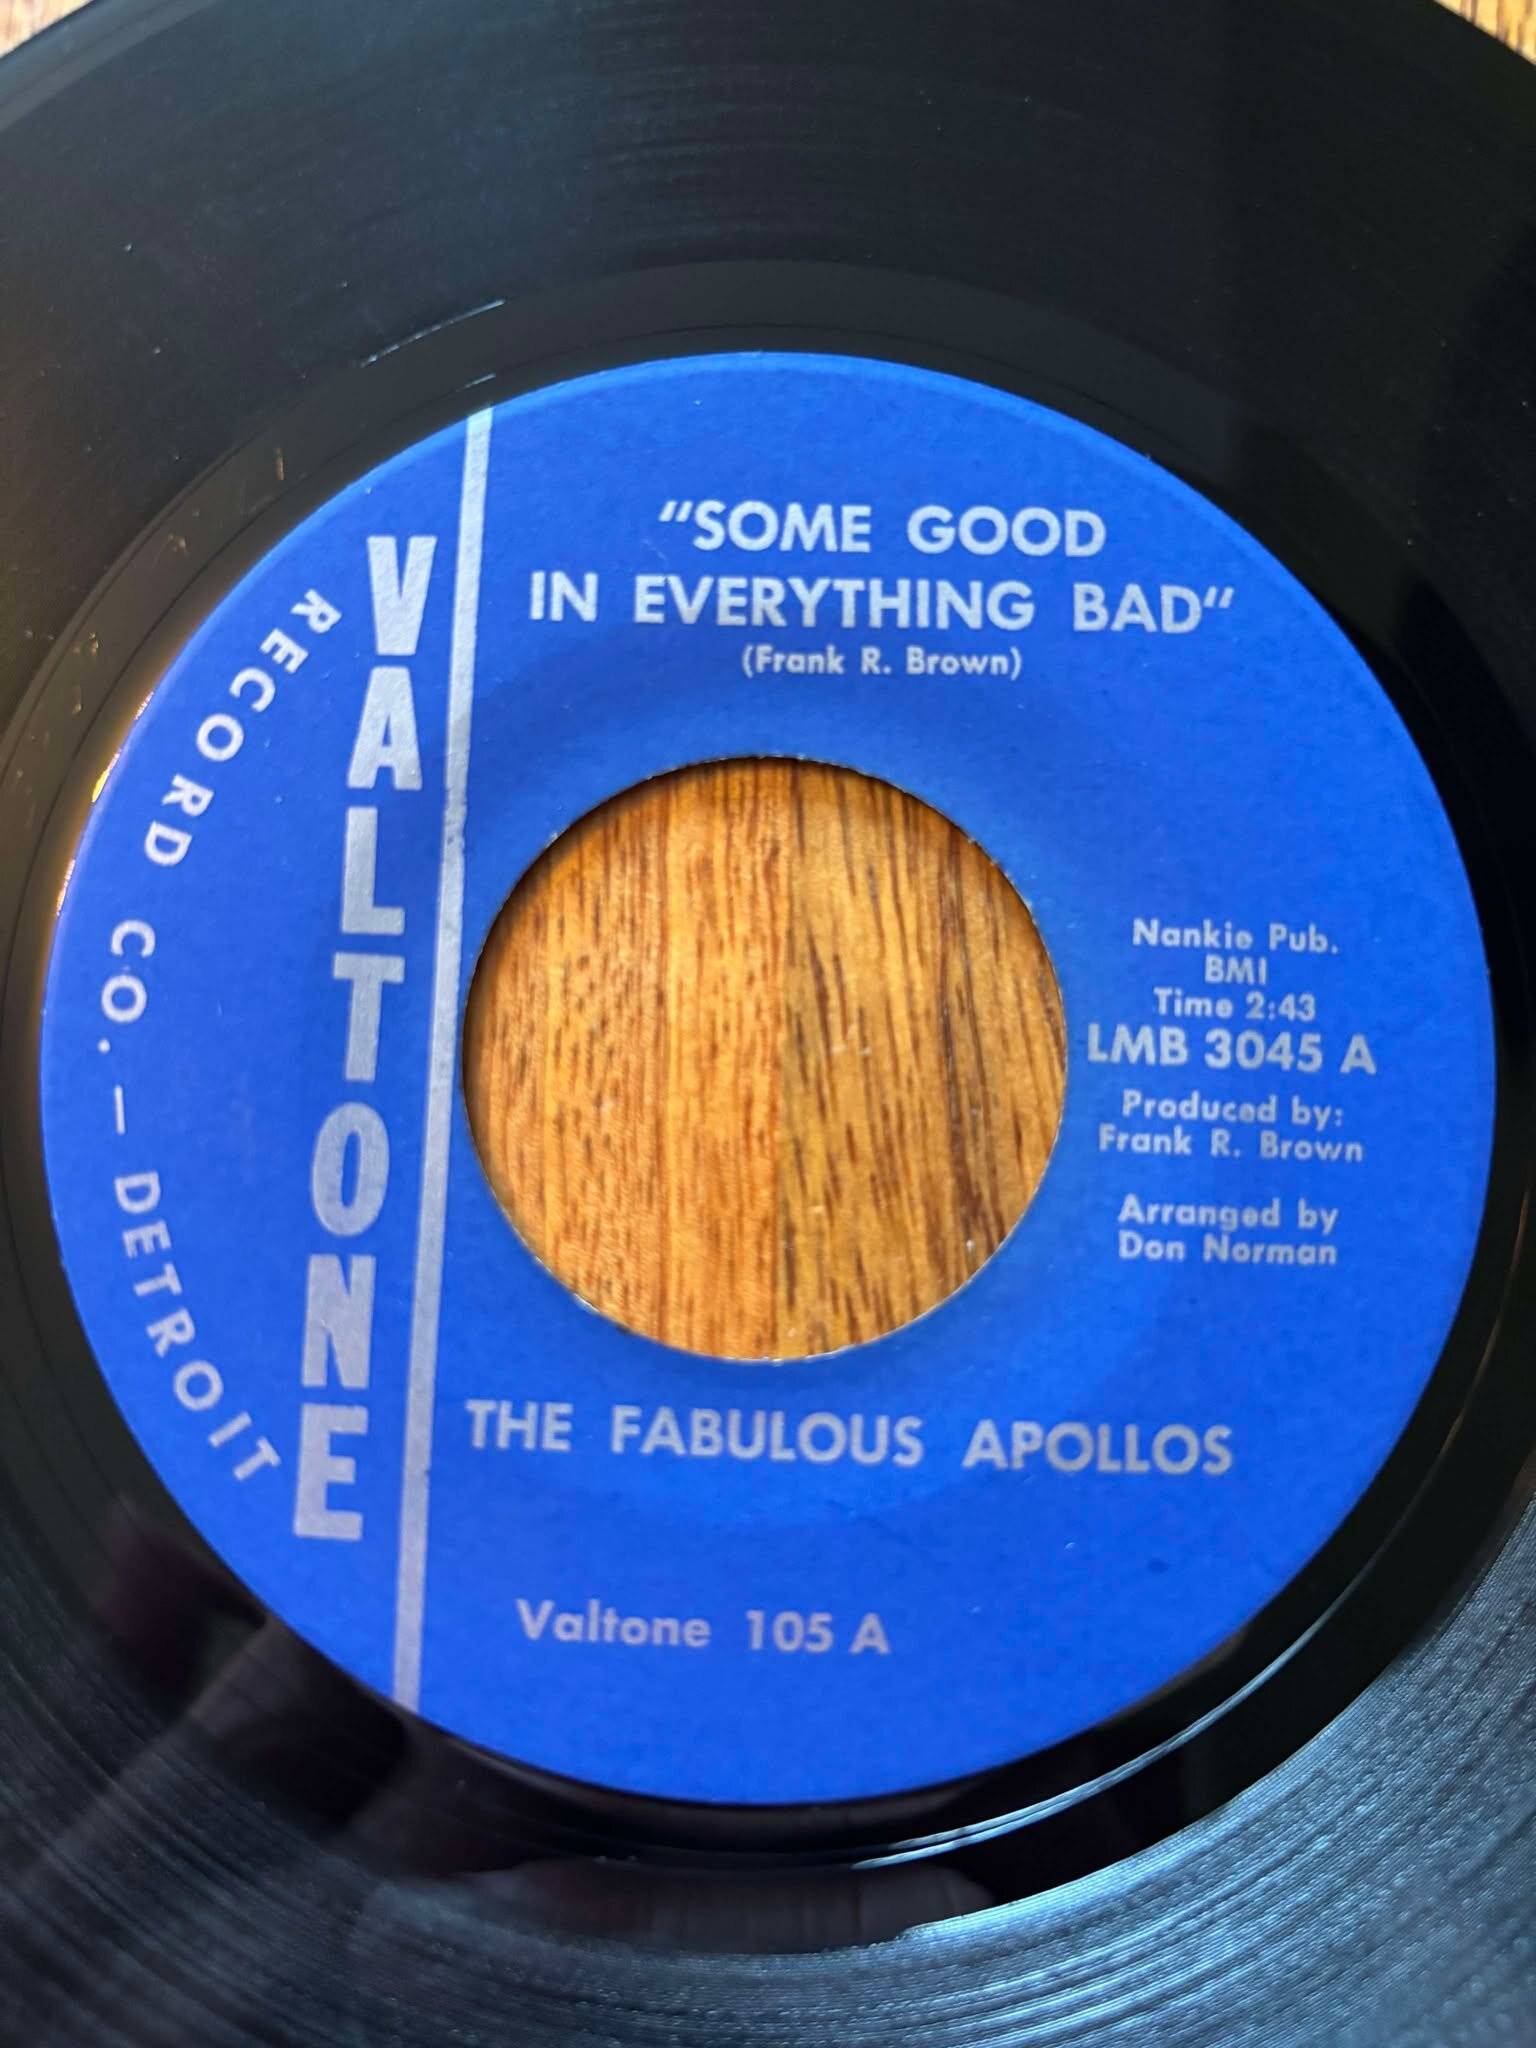 VALTONE
RECORD CO. — DETROIT
"SOME GOOD
IN EVERYTHING BAD"
(Frank R. Brown)
Nankie Pub.
BMI
Time 2:43
LMB 3045 A
Produced by:
Frank R. Brown
Arranged by
Don Norman
THE FABULOUS APOLLOS
Valtone 105 A